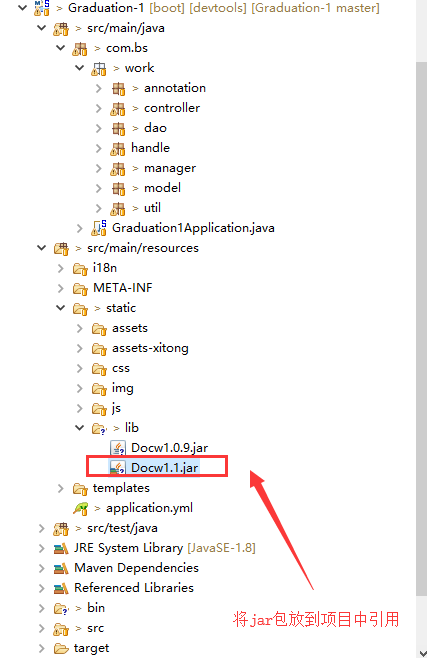 > Graduation-1 [boot] [devtools] [Graduation-1 master]
> src/main/java
> com.bs
> work
> annotation
> controller
> dao
handle
> manager
> model
> util
> Graduation1Application.java
> src/main/resources
i18n
META-INF
> static
assets
assets-xitong
css
img
js
> lib
Docw1.0.9.jar
Docw1.1.jar
templates
> application.yml
> src/test/java
JRE System Library [JavaSE-1.8]
Maven Dependencies
Referenced Libraries
> bin
> src
target
将jar包放到项目中引用